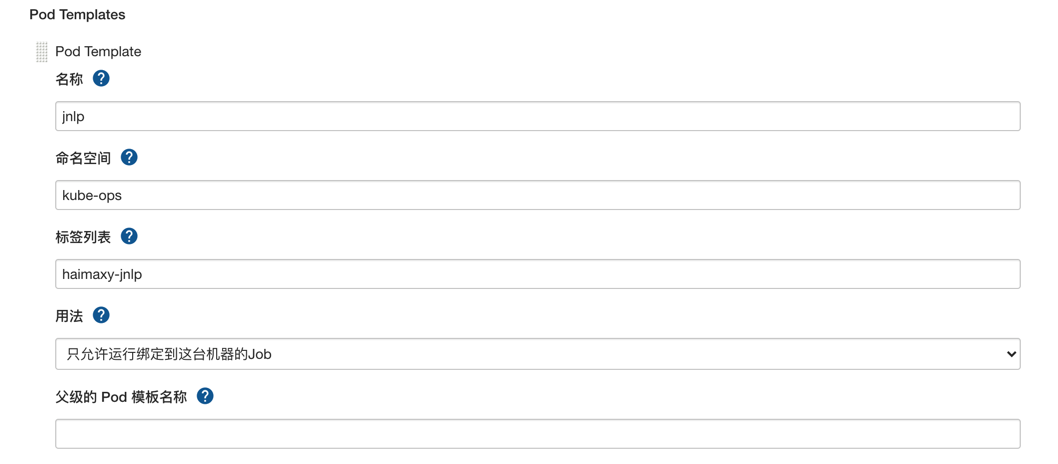 Pod Templates
Pod Template
名称 ?
jnlp
命名空间 ?
kube-ops
标签列表 ?
haimaxy-jnlp
用法 ?
只允许运行绑定到这台机器的Job
父级的 Pod 模板名称 ?